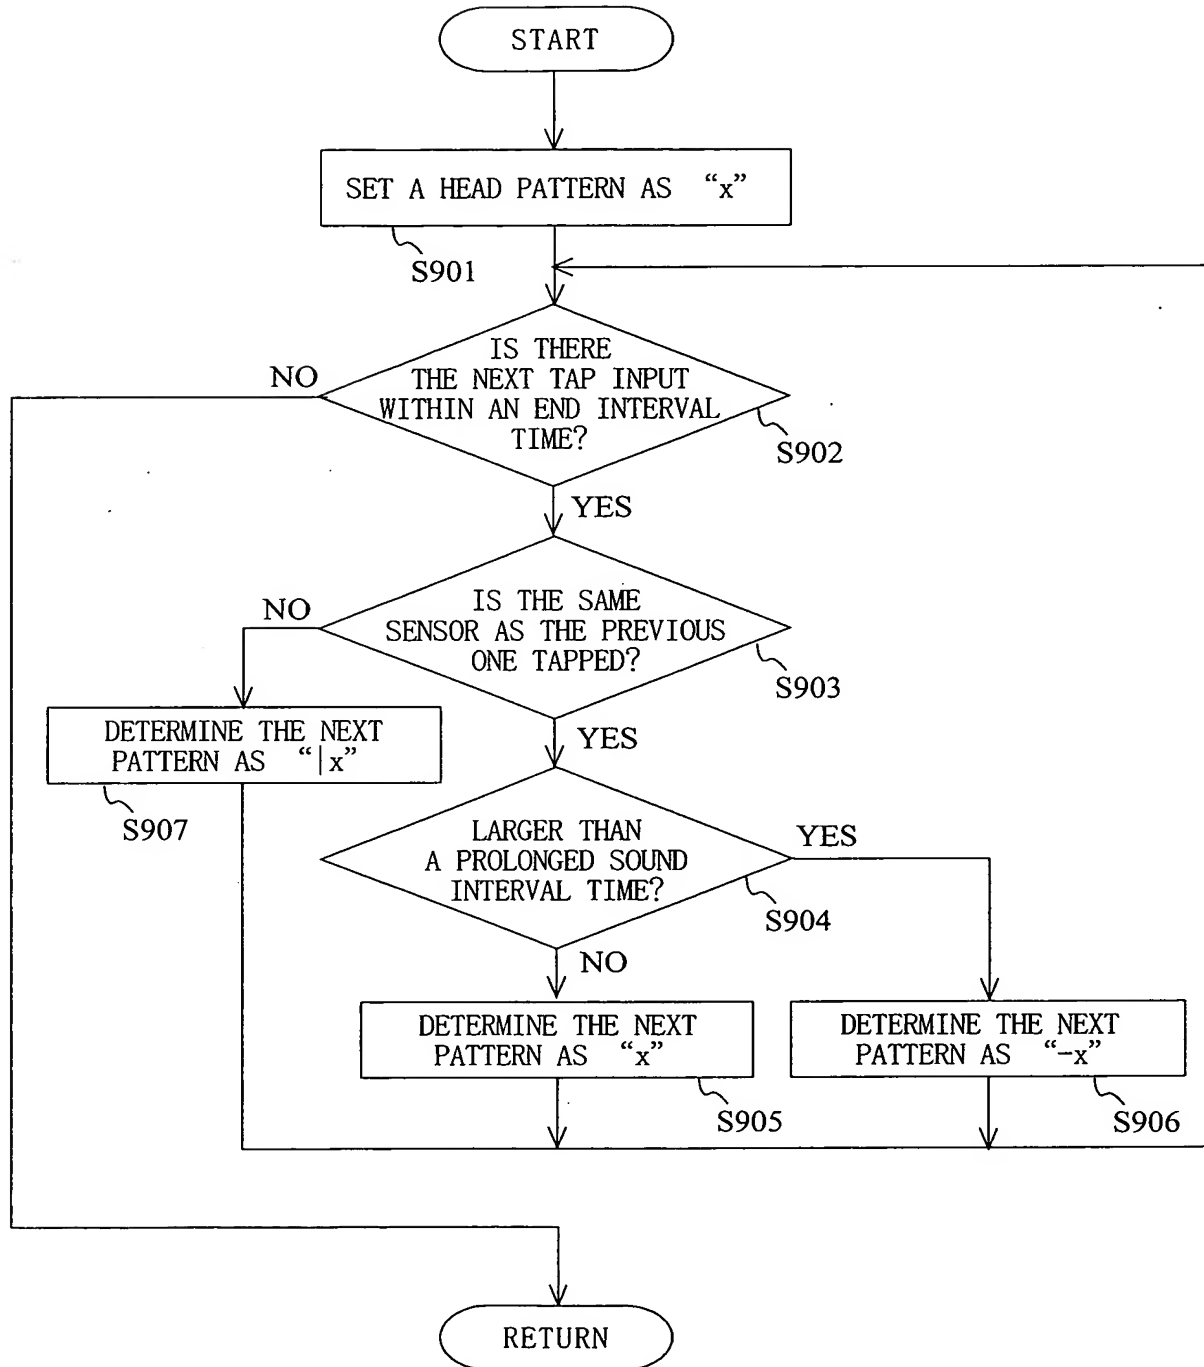 START
SET A HEAD PATTERN AS “x”
S901
IS THERE
THE NEXT TAP INPUT
WITHIN AN END INTERVAL
TIME?
NO
S902
YES
IS THE SAME
SENSOR AS THE PREVIOUS
ONE TAPPED?
NO
S903
YES
DETERMINE THE NEXT
PATTERN AS “|x”
S907
LARGER THAN
A PROLONGED SOUND
INTERVAL TIME?
YES
S904
NO
DETERMINE THE NEXT
PATTERN AS “x”
S905
DETERMINE THE NEXT
PATTERN AS “-x”
S906
RETURN